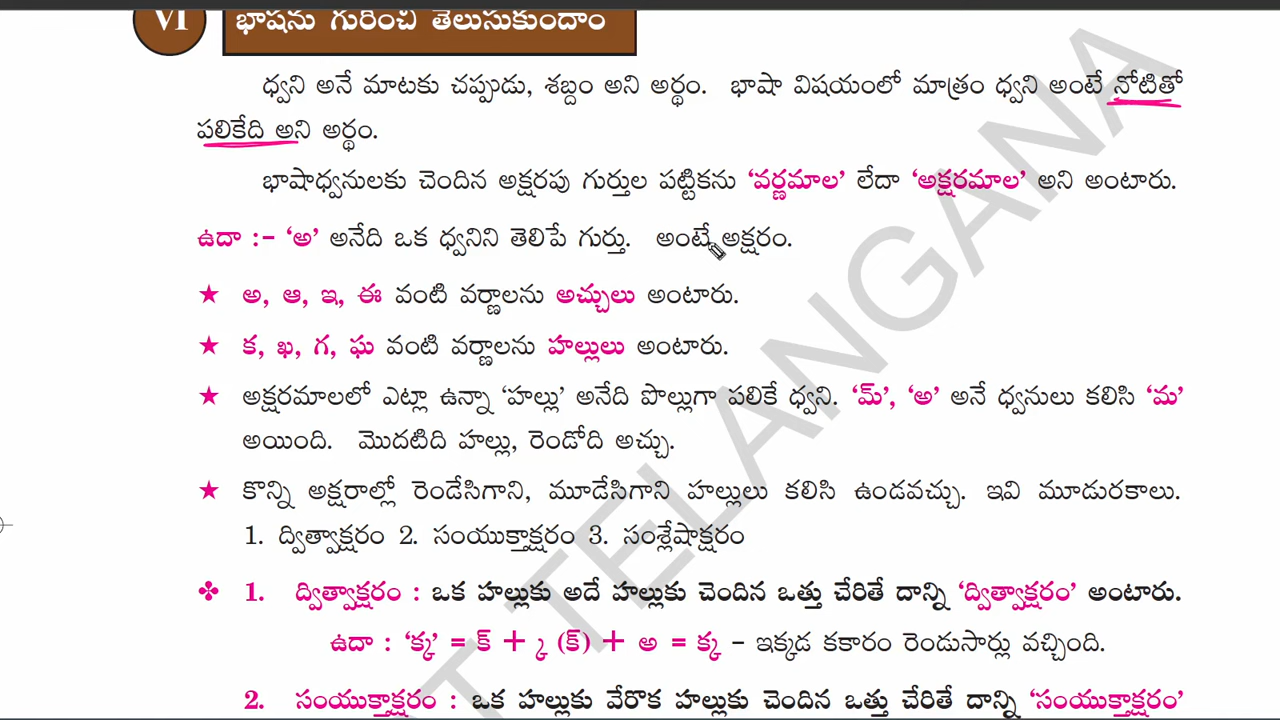 VI భాషను గురించి తెలుసుకుందాం
ధ్వని అనే మాటకు చప్పుడు, శబ్దం అని అర్థం. భాషా విషయంలో మాత్రం ధ్వని అంటే నోటితో
పలికేది అని అర్థం.
భాషాధ్వనులకు చెందిన అక్షరపు గుర్తుల పట్టికను ‘వర్ణమాల’ లేదా ‘అక్షరమాల’ అని అంటారు.
ఉదా :- ‘అ’ అనేది ఒక ధ్వనిని తెలిపే గుర్తు. అంటే అక్షరం.
★ అ, ఆ, ఇ, ఈ వంటి వర్ణాలను అచ్చులు అంటారు.
★ క, ఖ, గ, ఘ వంటి వర్ణాలను హల్లులు అంటారు.
★ అక్షరమాలలో ఎట్లా ఉన్నా ‘హల్లు’ అనేది పొల్లుగా పలికే ధ్వని. ‘మ్’, ‘అ’ అనే ధ్వనులు కలిసి ‘మ’
అయింది. మొదటిది హల్లు, రెండోది అచ్చు.
★ కొన్ని అక్షరాల్లో రెండేసిగాని, మూడేసిగాని హల్లులు కలిసి ఉండవచ్చు. ఇవి మూడురకాలు.
1. ద్విత్వాక్షరం 2. సంయుక్తాక్షరం 3. సంశ్లేషాక్షరం
❖ 1. ద్విత్వాక్షరం : ఒక హల్లుకు అదే హల్లుకు చెందిన ఒత్తు చేరితే దాన్ని ‘ద్విత్వాక్షరం’ అంటారు.
ఉదా : ‘క్క’ = క్ + ్క (క్) + అ = క్క – ఇక్కడ కకారం రెండుసార్లు వచ్చింది.
2. సంయుక్తాక్షరం : ఒక హల్లుకు వేరొక హల్లుకు చెందిన ఒత్తు చేరితే దాన్ని ‘సంయుక్తాక్షరం’
T TELANGANA